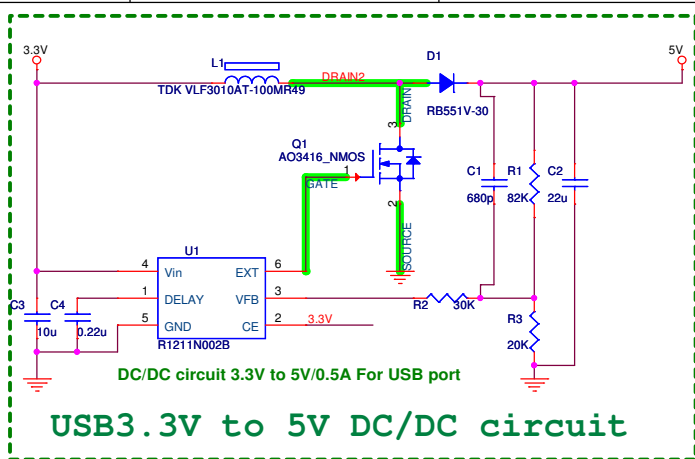 3.3V
L1
D1
5V
DRAIN2
TDK VLF3010AT-100MR49
DRAIN
RB551V-30
3
Q1
AO3416_NMOS
1
GATE
C1
R1
C2
680p
82K
22u
2
SOURCE
U1
4
Vin
EXT
6
1
DELAY
VFB
3
5
GND
CE
2
3.3V
R1211N002B
C3
C4
10u
0.22u
R2
30K
R3
20K
DC/DC circuit 3.3V to 5V/0.5A For USB port
USB3.3V to 5V DC/DC circuit